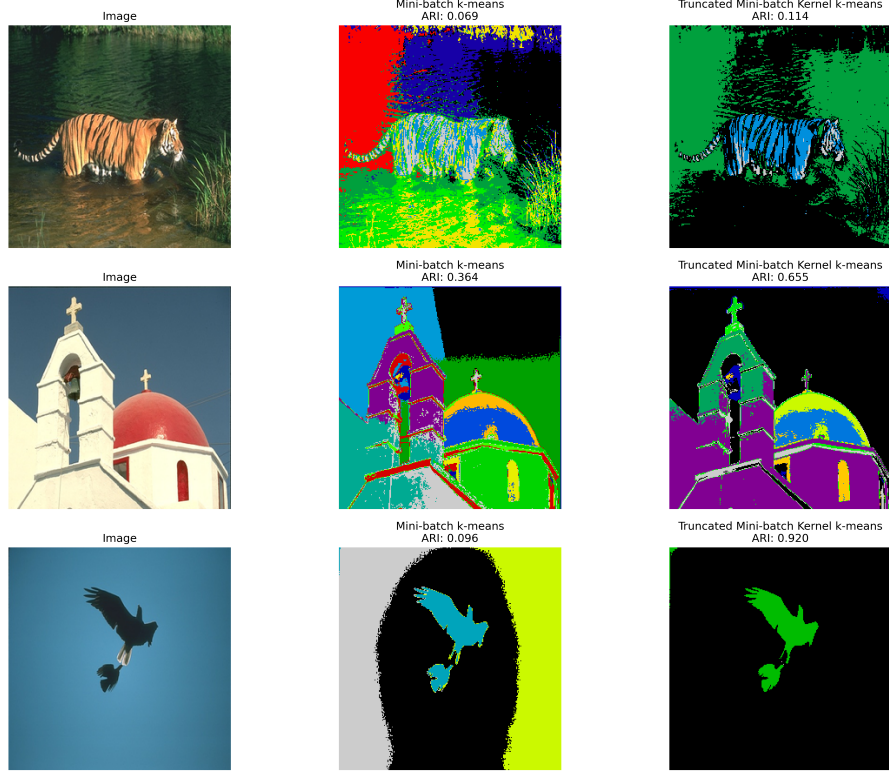 Image
Mini-batch k-means
ARI: 0.069
Truncated Mini-batch Kernel k-means
ARI: 0.114
Image
Mini-batch k-means
ARI: 0.364
Truncated Mini-batch Kernel k-means
ARI: 0.655
Image
Mini-batch k-means
ARI: 0.096
Truncated Mini-batch Kernel k-means
ARI: 0.920